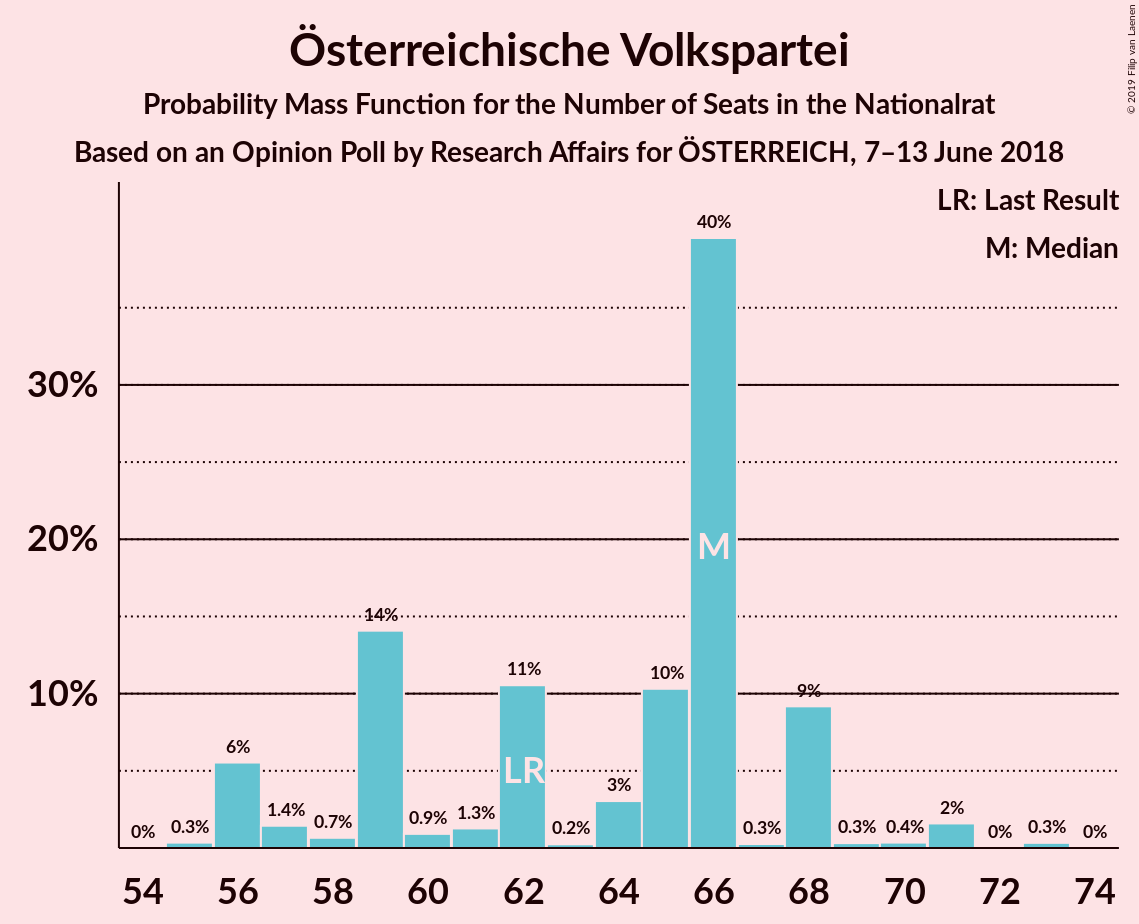 Österreichische Volkspartei
Probability Mass Function for the Number of Seats in the Nationalrat
Based on an Opinion Poll by Research Affairs for ÖSTERREICH, 7–13 June 2018
© 2019 Filip van Laenen
LR: Last Result
M: Median
30%
20%
10%
0%
0.3%
6%
1.4%
0.7%
14%
0.9%
1.3%
11%
0.2%
3%
10%
40%
0.3%
9%
0.3%
0.4%
2%
0%
0.3%
0%
LR
M
54 56 58 60 62 64 66 68 70 72 74